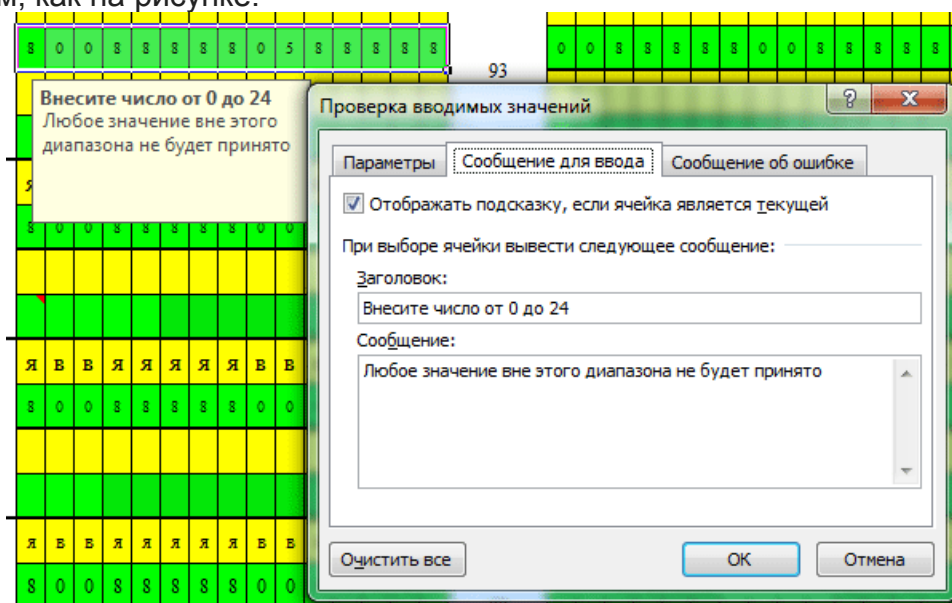 м, как на рисунке.
8 0 0 8 8 8 8 8 0 5 8 8 8 8 8 0 0 8 8 8 8 8 0 0 8 8 8 8 8
93
Внесите число от 0 до 24
Любое значение вне этого
диапазона не будет принято
8 0 0 8 8 8 8 8 0 0
я в в я я я я я в в
8 0 0 8 8 8 8 8 0 0
я в в я я я я я в в
8 0 0 8 8 8 8 8 0 0
Проверка вводимых значений
Параметры Сообщение для ввода Сообщение об ошибке
Отображать подсказку, если ячейка является текущей
При выборе ячейки вывести следующее сообщение:
Заголовок:
Внесите число от 0 до 24
Сообщение:
Любое значение вне этого диапазона не будет принято
Очистить все ОК Отмена